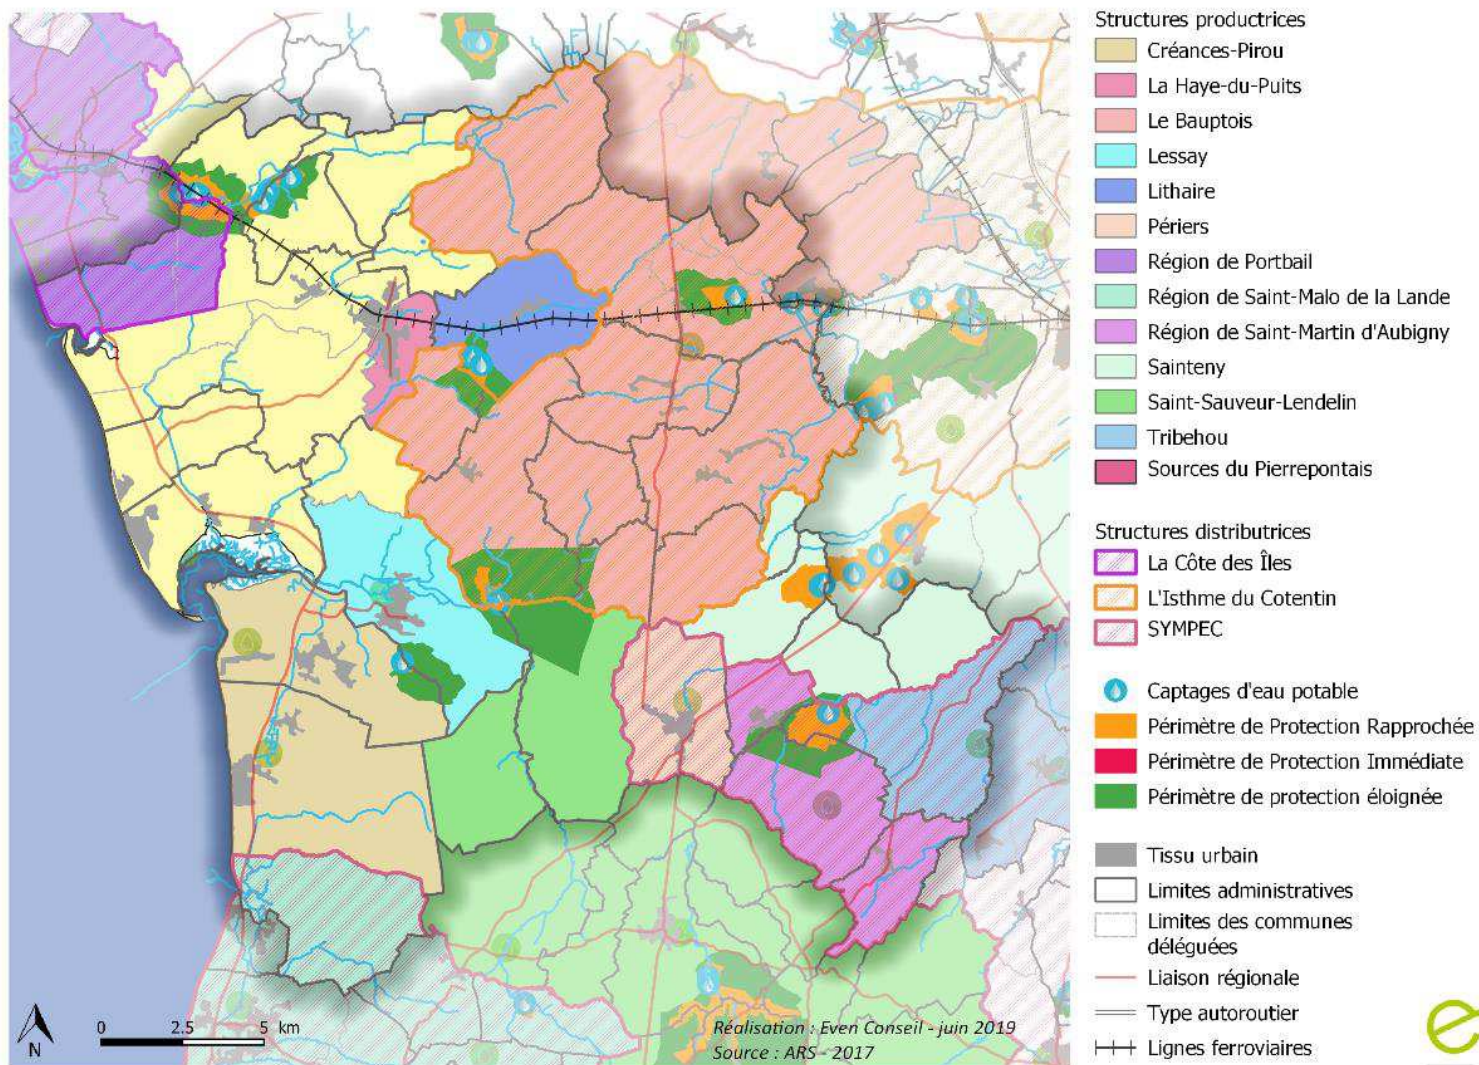 Structures productrices
Créances-Pirou
La Haye-du-Puits
Le Bauptois
Lessay
Lithaire
Périers
Région de Portbail
Région de Saint-Malo de la Lande
Région de Saint-Martin d'Aubigny
Sainteny
Saint-Sauveur-Lendelin
Tribehou
Sources du Pierrepontais
Structures distributrices
La Côte des Îles
L'Isthme du Cotentin
SYMPEC
Captages d'eau potable
Périmètre de Protection Rapprochée
Périmètre de Protection Immédiate
Périmètre de protection éloignée
Tissu urbain
Limites administratives
Limites des communes
déléguées
Liaison régionale
Type autoroutier
Lignes ferroviaires
N
0 2.5 5 km
Réalisation : Even Conseil - juin 2019
Source : ARS - 2017